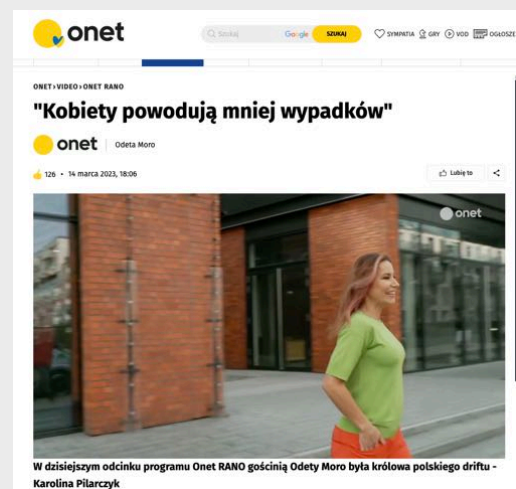 onet
Szukaj Google SZUKAJ SYMPATIA GRY VOD OGŁOSZE
ONET › VIDEO › ONET RANO
"Kobiety powodują mniej wypadków"
onet Odeta Moro
126 • 14 marca 2023, 18:06 Lubię to
onet
W dzisiejszym odcinku programu Onet RANO gościnią Odety Moro była królowa polskiego driftu -
Karolina Pilarczyk